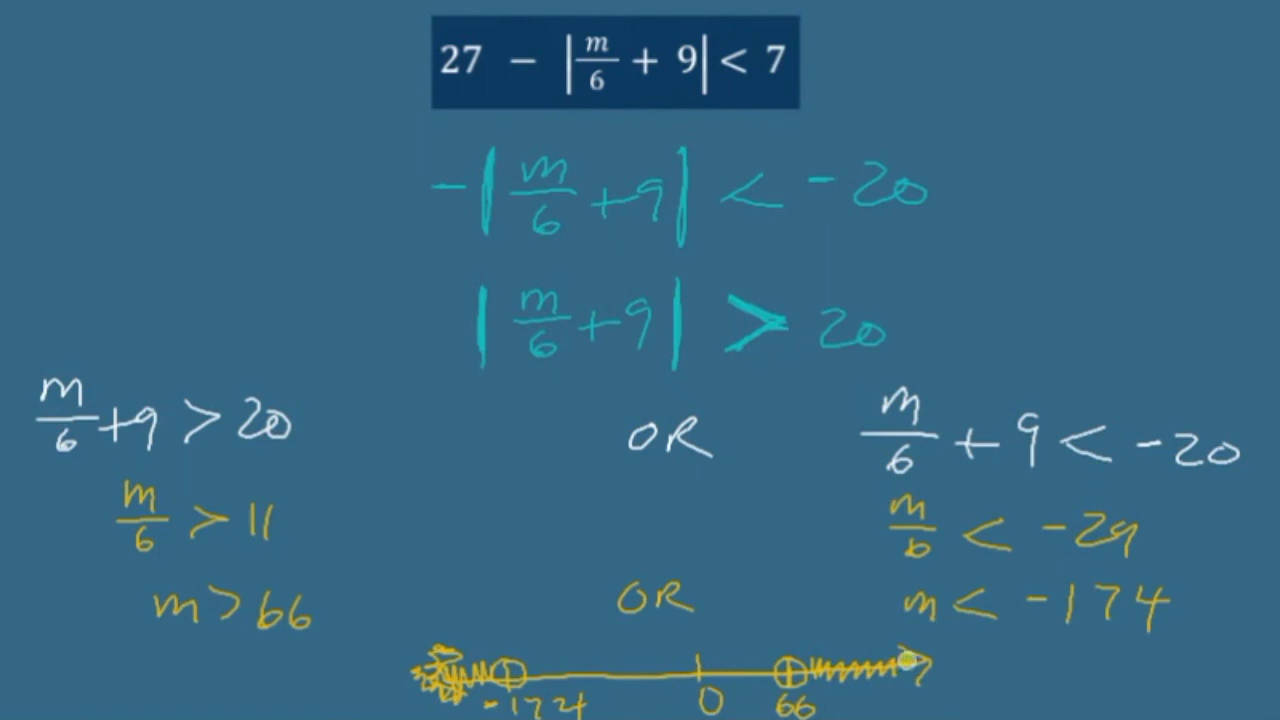 27 − |m/6 + 9| < 7
-|m/6 +9| < -20
|m/6 +9| > 20
m/6 +9 > 20 OR m/6 + 9 < -20
m/6 > 11 m/6 < -29
m > 66 OR m < -174
-174 0 66